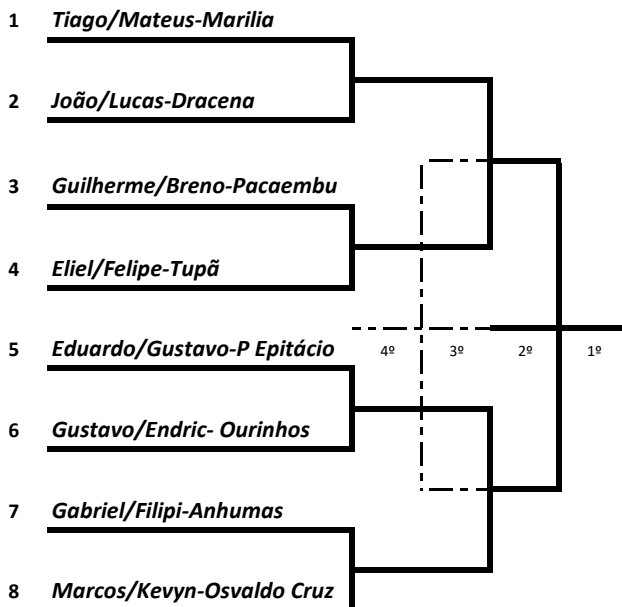 1 Tiago/Mateus-Marilia
2 João/Lucas-Dracena
3 Guilherme/Breno-Pacaembu
4 Eliel/Felipe-Tupã
5 Eduardo/Gustavo-P Epitácio
4º 3º 2º 1º
6 Gustavo/Endric- Ourinhos
7 Gabriel/Filipi-Anhumas
8 Marcos/Kevyn-Osvaldo Cruz